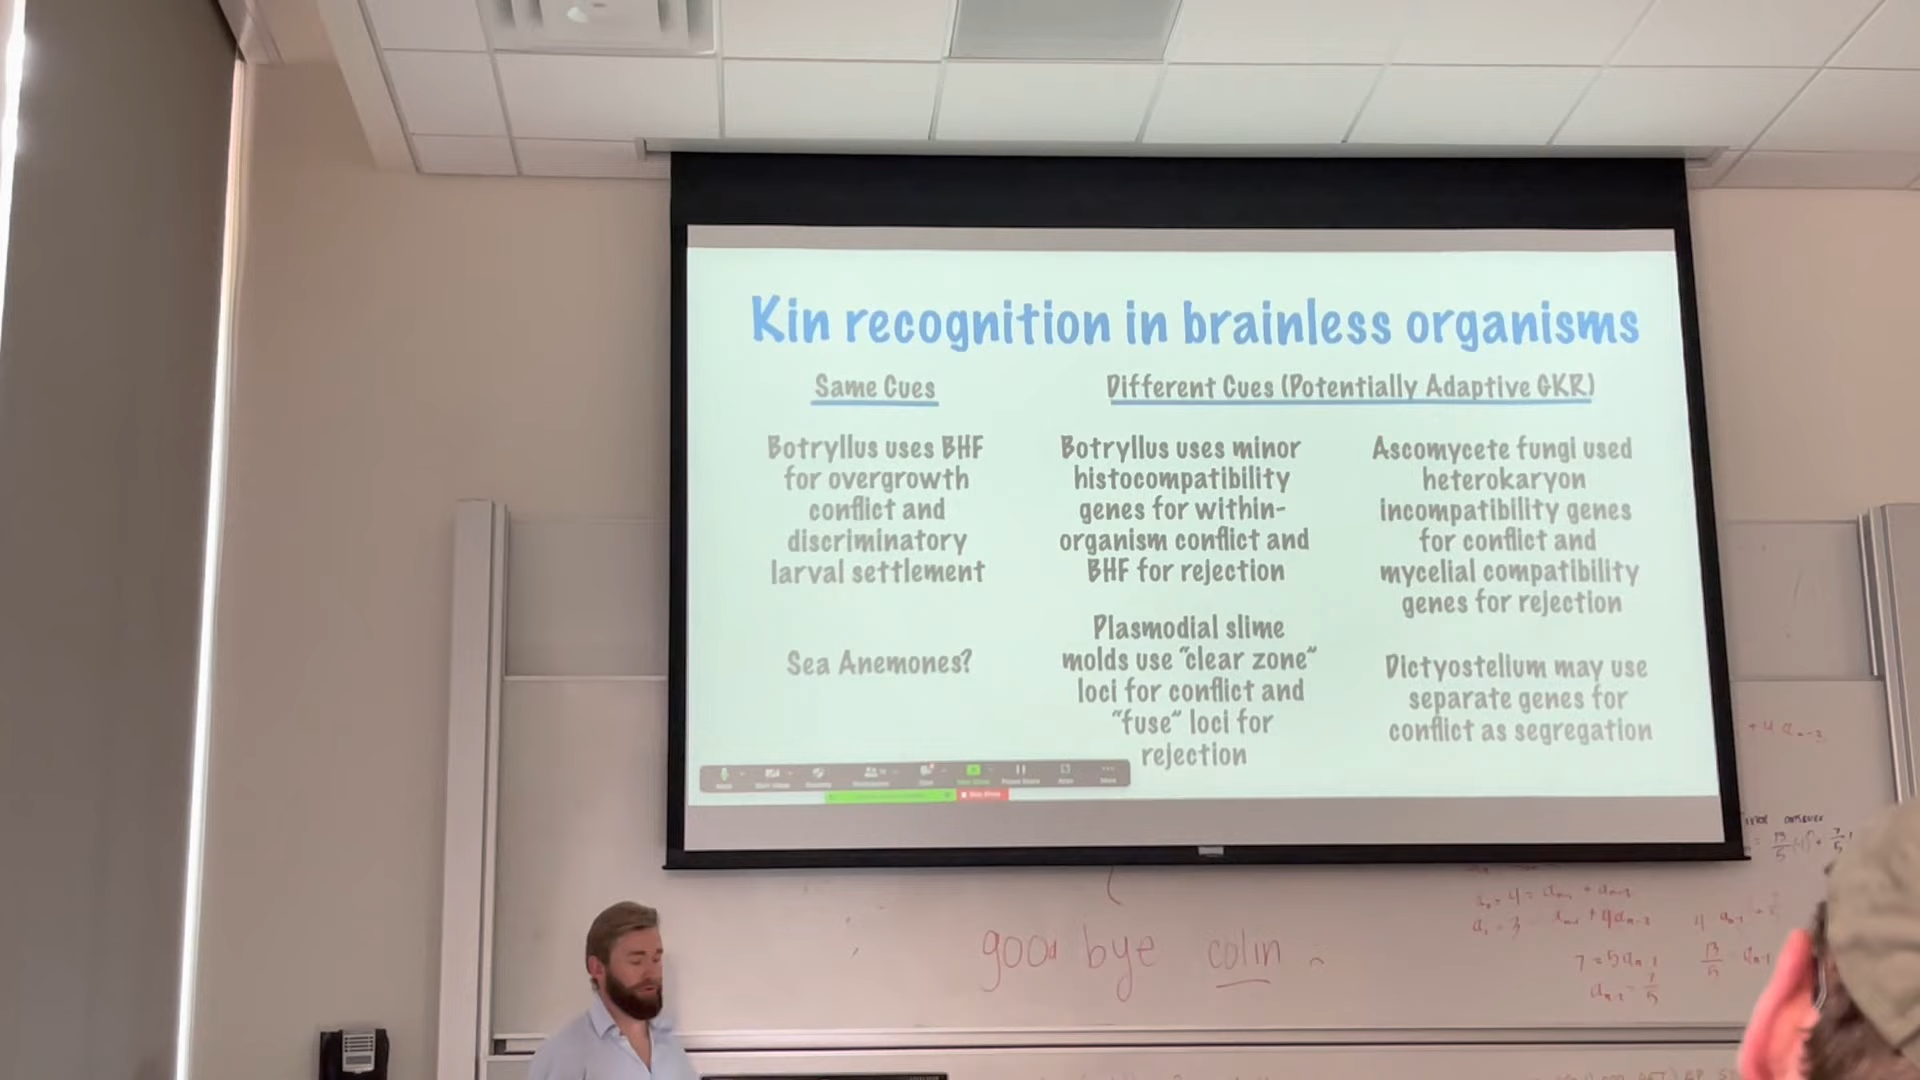 Kin recognition in brainless organisms
Same Cues
Botryllus uses BHF
for overgrowth
conflict and
discriminatory
larval settlement
Sea Anemones?
Different Cues (Potentially Adaptive GKR)
Botryllus uses minor
histocompatibility
genes for within-
organism conflict and
BHF for rejection
Plasmodial slime
molds use "clear zone"
loci for conflict and
"fuse" loci for
rejection
Ascomycete fungi used
heterokaryon
incompatibility genes
for conflict and
mycelial compatibility
genes for rejection
Dictyostelium may use
separate genes for
conflict as segregation
good bye colin